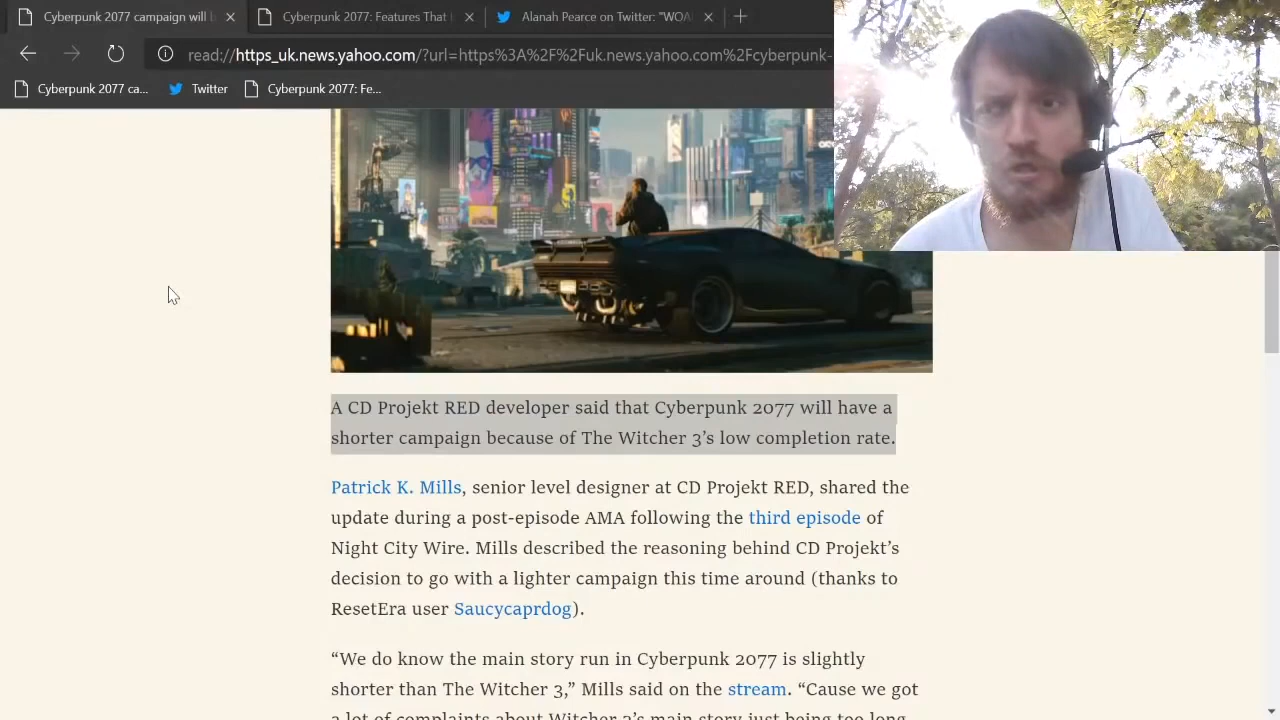 Cyberpunk 2077 campaign will b
Cyberpunk 2077: Features That I
Alanah Pearce on Twitter: "WOA
read://https_uk.news.yahoo.com/?url=https%3A%2F%2Fuk.news.yahoo.com%2Fcyberpunk-
Cyberpunk 2077 ca...
Twitter
Cyberpunk 2077: Fe...
A CD Projekt RED developer said that Cyberpunk 2077 will have a
shorter campaign because of The Witcher 3’s low completion rate.
Patrick K. Mills, senior level designer at CD Projekt RED, shared the
update during a post-episode AMA following the third episode of
Night City Wire. Mills described the reasoning behind CD Projekt’s
decision to go with a lighter campaign this time around (thanks to
ResetEra user Saucycaprdog).
“We do know the main story run in Cyberpunk 2077 is slightly
shorter than The Witcher 3,” Mills said on the stream. “Cause we got
a lot of complaints about Witcher 3’s main story just being too long